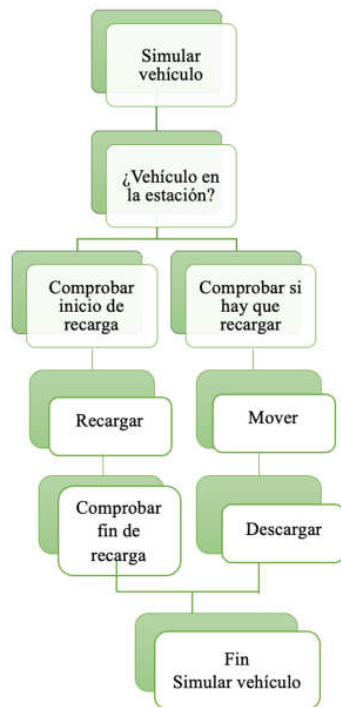 Simular
vehículo
¿Vehículo en
la estación?
Comprobar
inicio de
recarga
Comprobar si
hay que
recargar
Recargar
Mover
Comprobar
fin de
recarga
Descargar
Fin
Simular vehículo